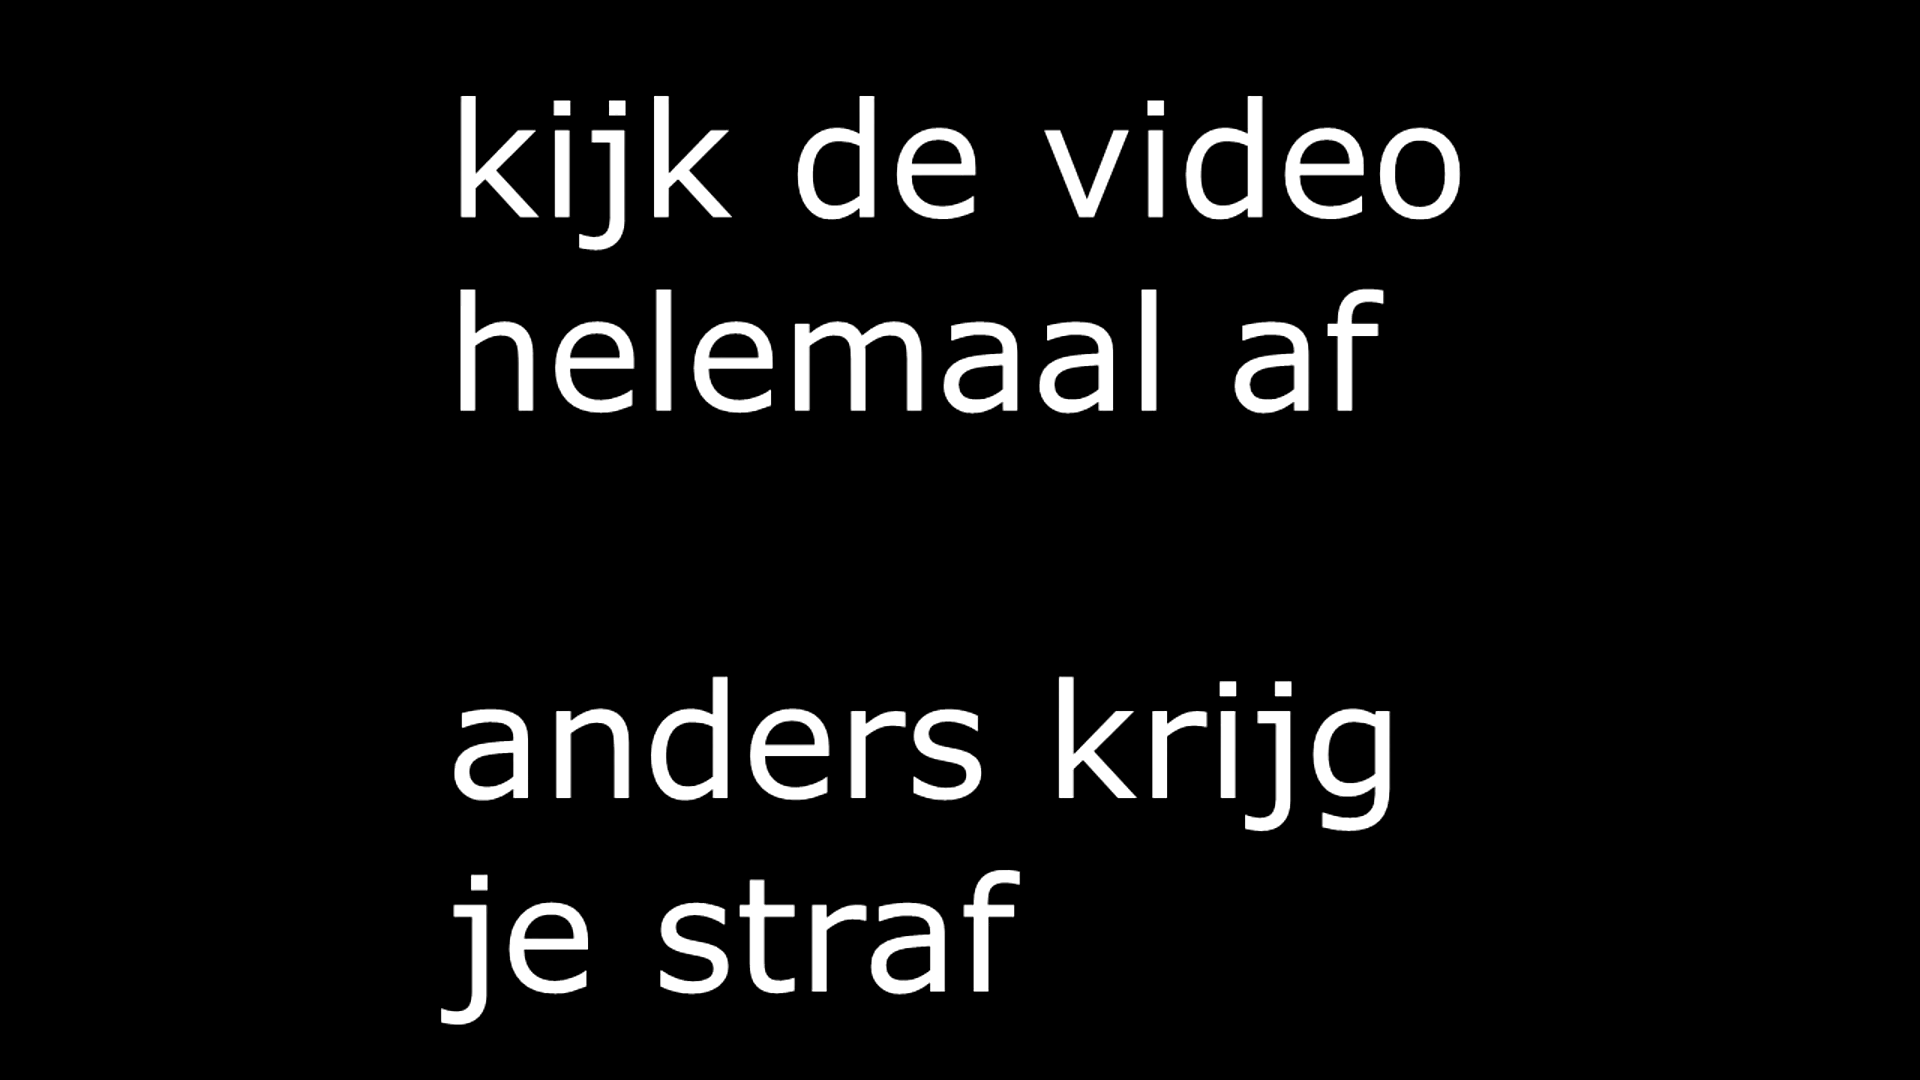 kijk de video
helemaal af
anders krijg
je straf